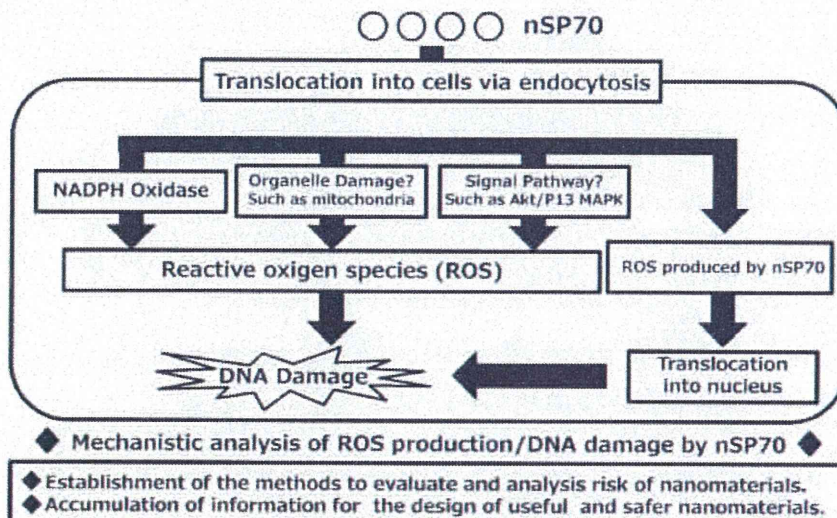 nSP70
Translocation into cells via endocytosis
NADPH Oxidase
Organelle Damage?
Such as mitochondria
Signal Pathway?
Such as Akt/P13 MAPK
Reactive oxigen species (ROS)
ROS produced by nSP70
DNA Damage
Translocation
into nucleus
◆ Mechanistic analysis of ROS production/DNA damage by nSP70 ◆
◆Establishment of the methods to evaluate and analysis risk of nanomaterials.
◆Accumulation of information for the design of useful and safer nanomaterials.